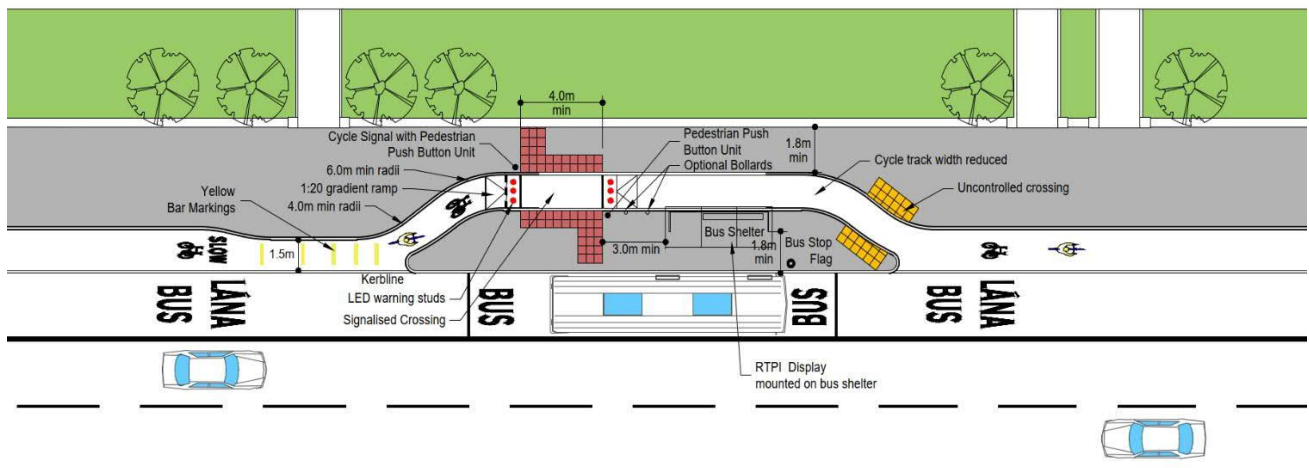 4.0m
min
Cycle Signal with Pedestrian
Push Button Unit
6.0m min radii
1:20 gradient ramp
4.0m min radii
Yellow
Bar Markings
Pedestrian Push
Button Unit
Optional Bollards
1.8m
min
Cycle track width reduced
Uncontrolled crossing
SLOW
1.5m
3.0m min
Bus Shelter
1.8m
min
Bus Stop
Flag
Kerbline
LED warning studs
Signalised Crossing
LÁNA
BUS
BUS
BUS
LÁNA
BUS
RTPI Display
mounted on bus shelter